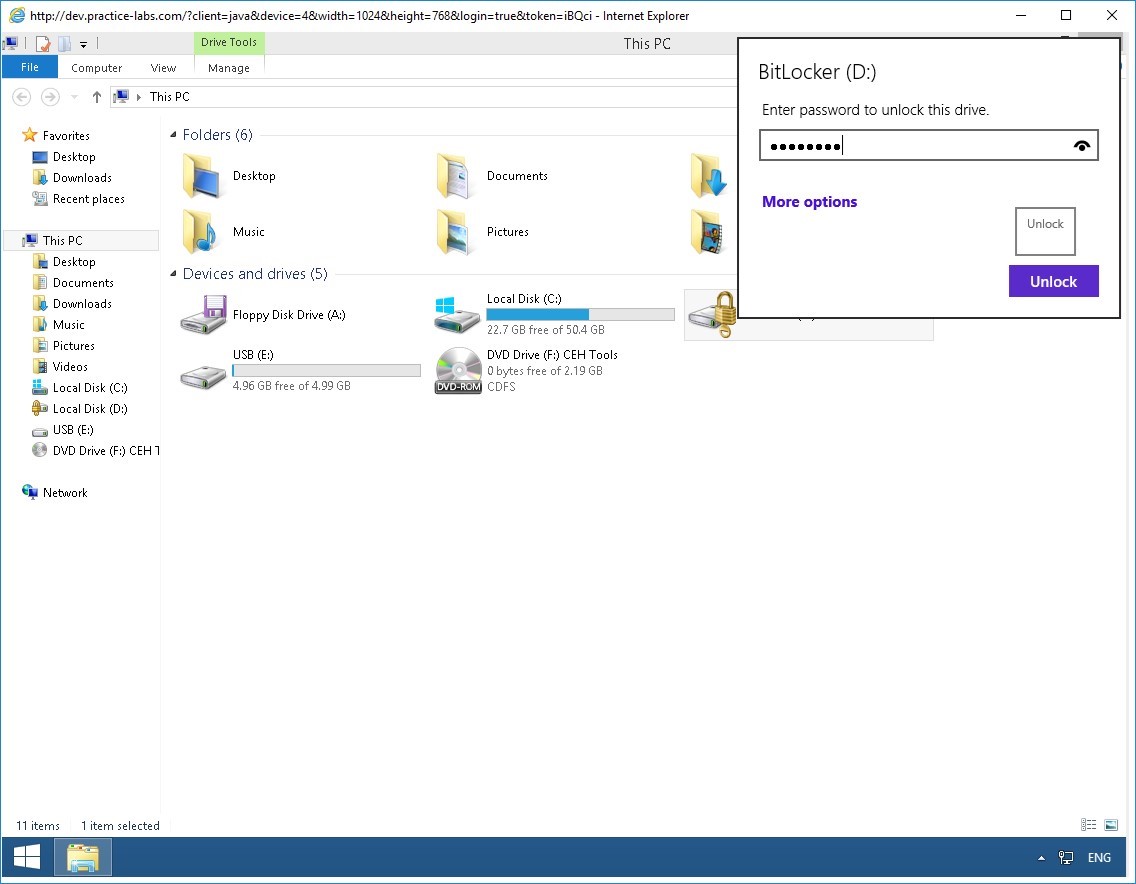 http://dev.practice-labs.com/?client=java&device=4&width=1024&height=768&login=true&token=iBQci - Internet Explorer
Drive Tools
This PC
File
Computer
View
Manage
This PC
BitLocker (D:)
Enter password to unlock this drive.
More options
Unlock
Unlock
Favorites
Desktop
Downloads
Recent places
This PC
Desktop
Documents
Downloads
Music
Pictures
Videos
Local Disk (C:)
Local Disk (D:)
USB (E:)
DVD Drive (F:) CEH T
Network
Folders (6)
Desktop
Documents
Music
Pictures
Devices and drives (5)
Floppy Disk Drive (A:)
Local Disk (C:)
22.7 GB free of 50.4 GB
USB (E:)
4.96 GB free of 4.99 GB
DVD Drive (F:) CEH Tools
0 bytes free of 2.19 GB
CDFS
DVD-ROM
11 items
1 item selected
ENG